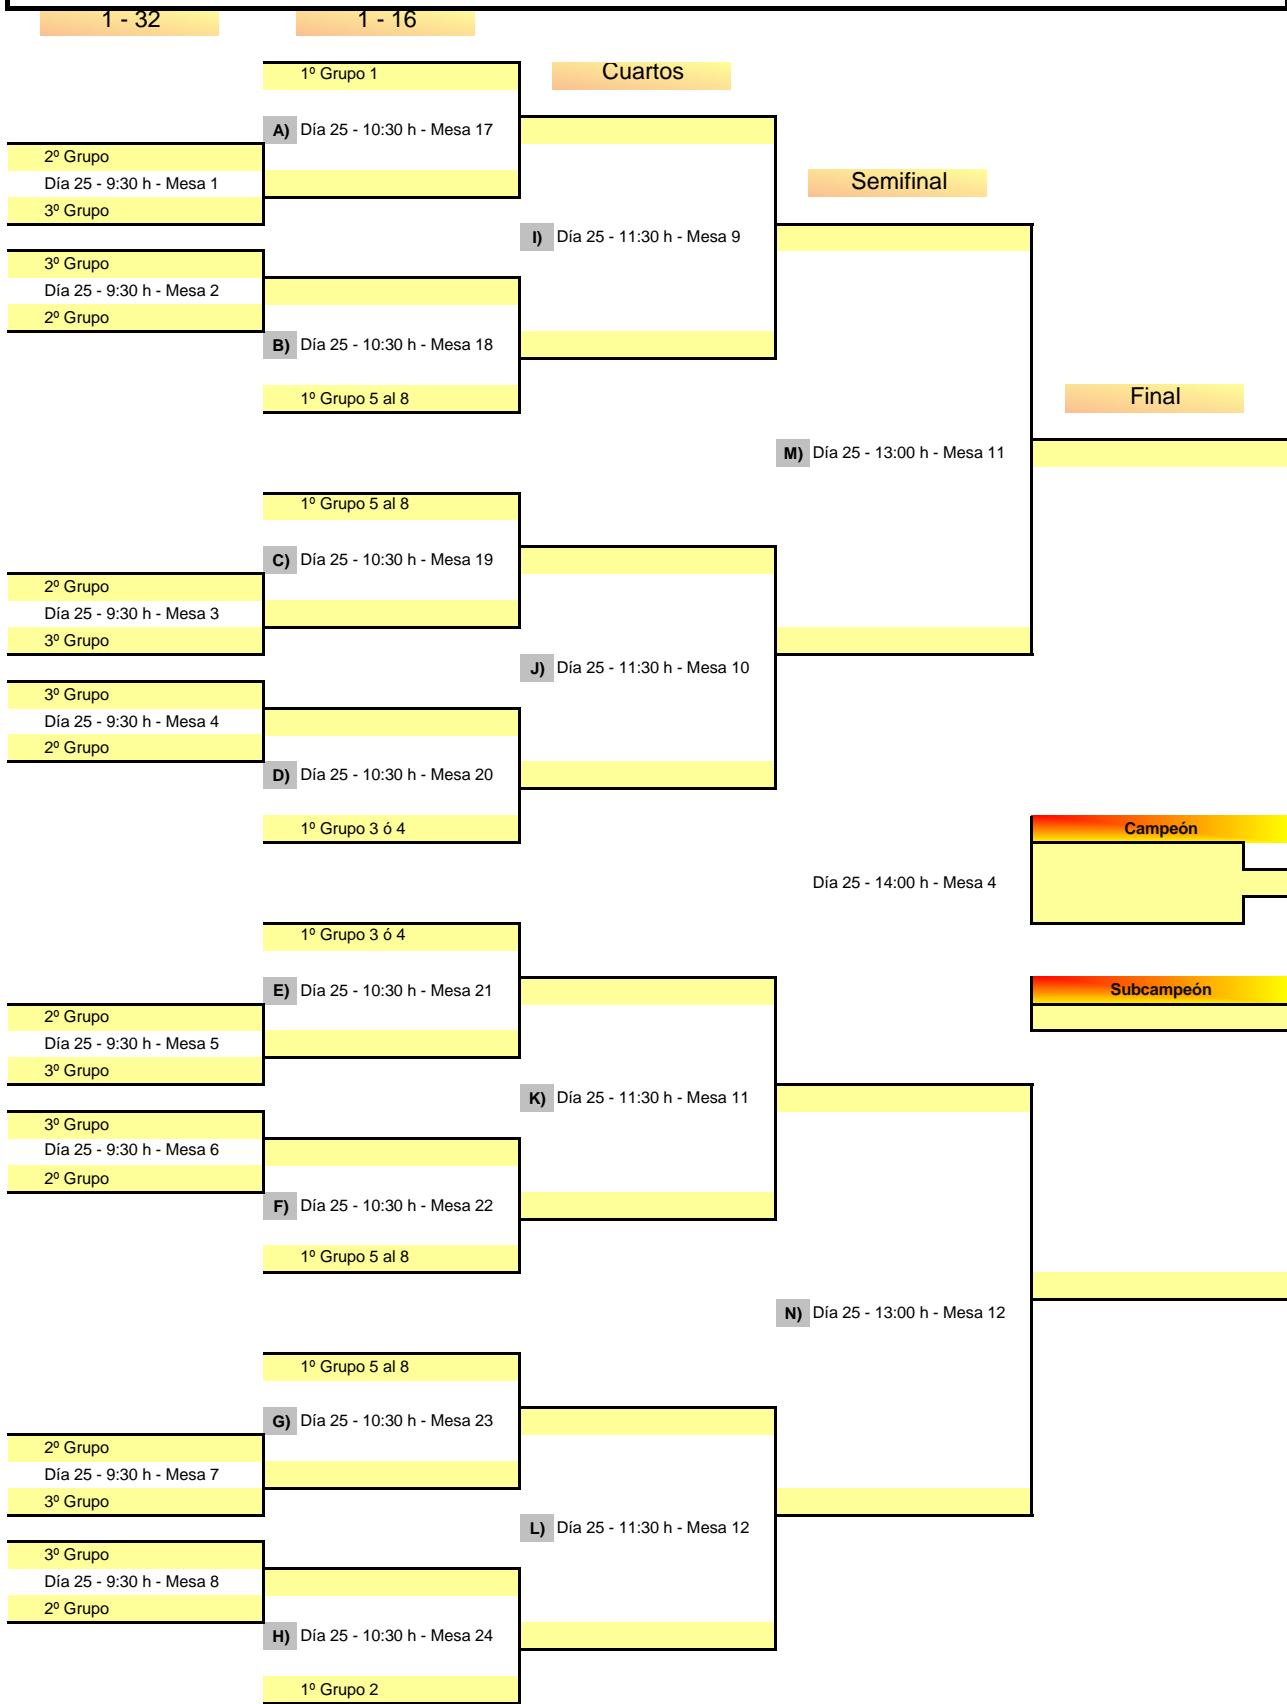 1 - 32
1 - 16
1º Grupo 1
Cuartos
A) Día 25 - 10:30 h - Mesa 17
2º Grupo
Día 25 - 9:30 h - Mesa 1
Semifinal
3º Grupo
I) Día 25 - 11:30 h - Mesa 9
3º Grupo
Día 25 - 9:30 h - Mesa 2
2º Grupo
B) Día 25 - 10:30 h - Mesa 18
1º Grupo 5 al 8
Final
M) Día 25 - 13:00 h - Mesa 11
1º Grupo 5 al 8
C) Día 25 - 10:30 h - Mesa 19
2º Grupo
Día 25 - 9:30 h - Mesa 3
3º Grupo
J) Día 25 - 11:30 h - Mesa 10
3º Grupo
Día 25 - 9:30 h - Mesa 4
2º Grupo
D) Día 25 - 10:30 h - Mesa 20
1º Grupo 3 ó 4
Campeón
Día 25 - 14:00 h - Mesa 4
1º Grupo 3 ó 4
E) Día 25 - 10:30 h - Mesa 21
Subcampeón
2º Grupo
Día 25 - 9:30 h - Mesa 5
3º Grupo
K) Día 25 - 11:30 h - Mesa 11
3º Grupo
Día 25 - 9:30 h - Mesa 6
2º Grupo
F) Día 25 - 10:30 h - Mesa 22
1º Grupo 5 al 8
N) Día 25 - 13:00 h - Mesa 12
1º Grupo 5 al 8
G) Día 25 - 10:30 h - Mesa 23
2º Grupo
Día 25 - 9:30 h - Mesa 7
3º Grupo
L) Día 25 - 11:30 h - Mesa 12
3º Grupo
Día 25 - 9:30 h - Mesa 8
2º Grupo
H) Día 25 - 10:30 h - Mesa 24
1º Grupo 2